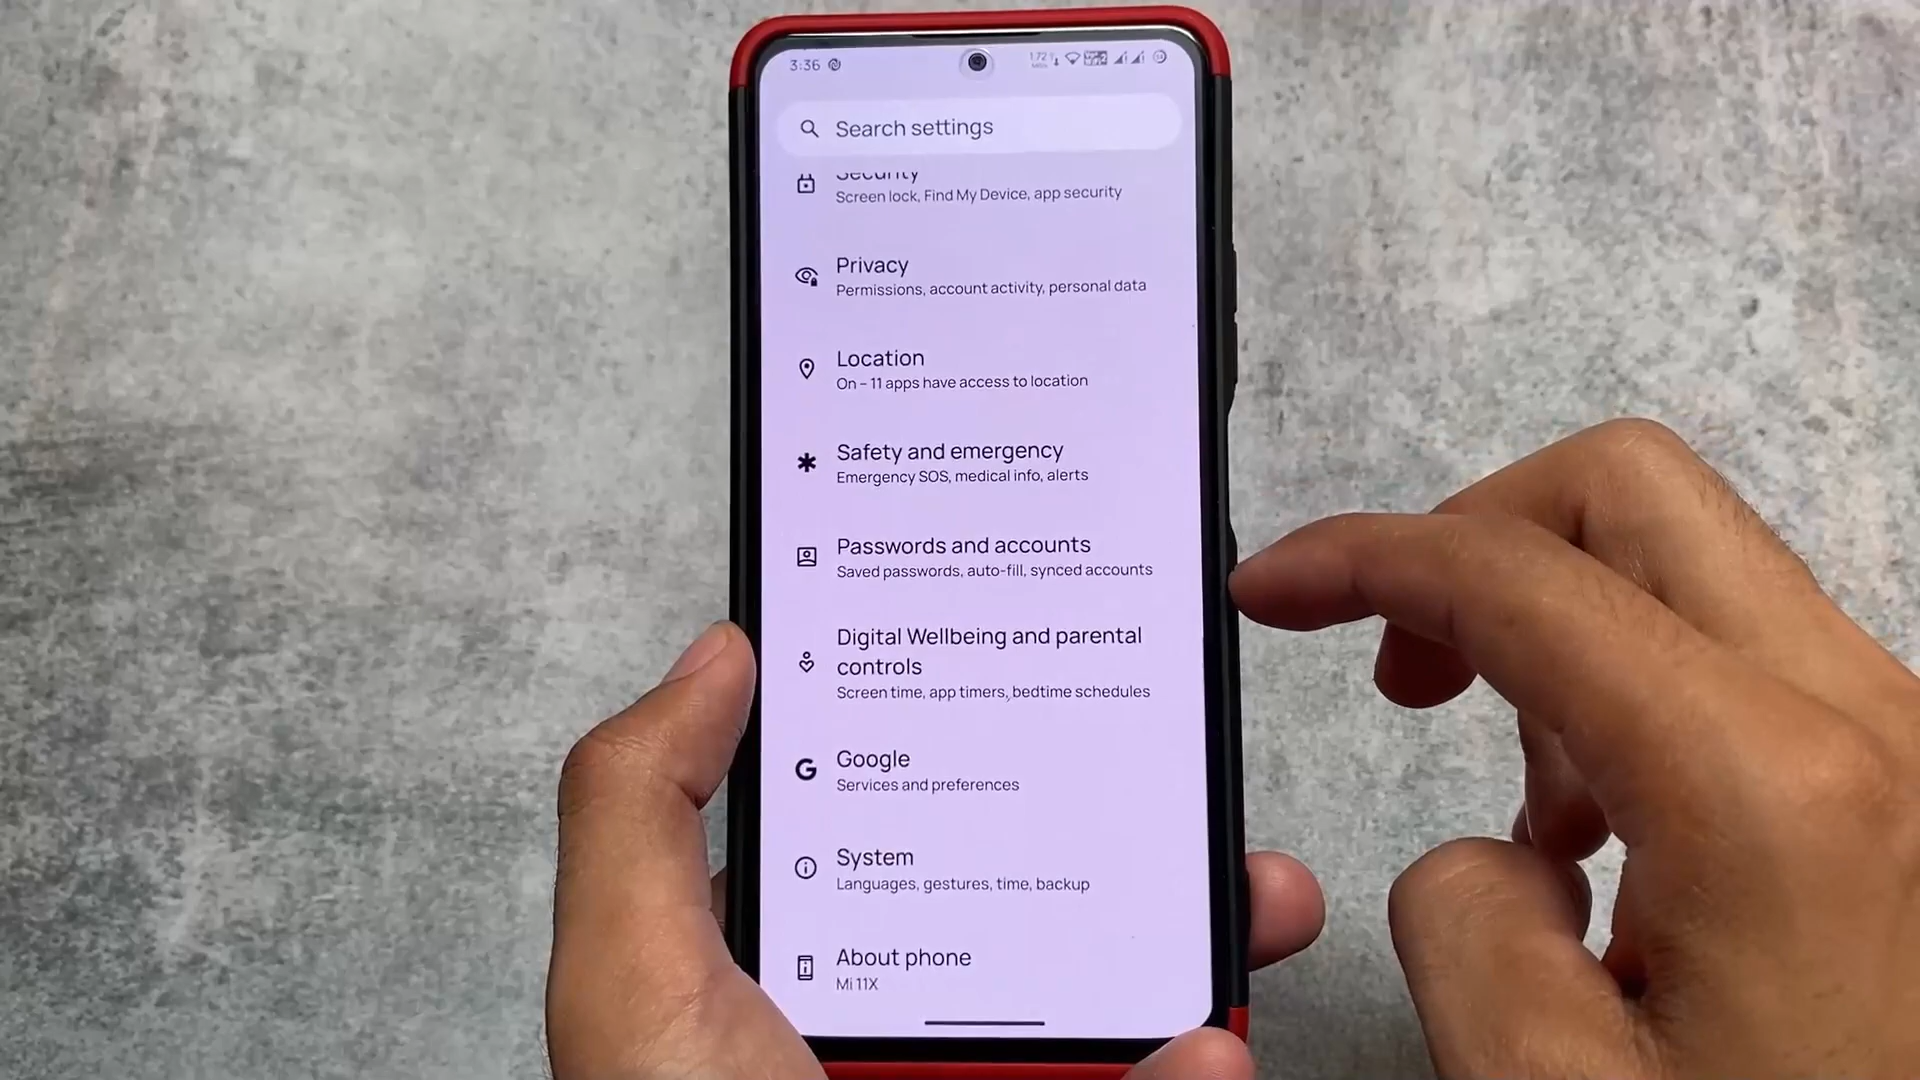 3:36
Search settings
Security
Screen lock, Find My Device, app security
Privacy
Permissions, account activity, personal data
Location
On – 11 apps have access to location
Safety and emergency
Emergency SOS, medical info, alerts
Passwords and accounts
Saved passwords, auto-fill, synced accounts
Digital Wellbeing and parental
controls
Screen time, app timers, bedtime schedules
Google
Services and preferences
System
Languages, gestures, time, backup
About phone
Mi 11X